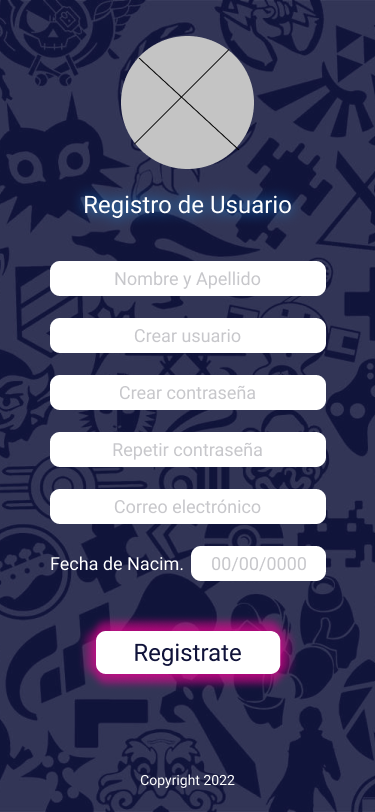 Registro de Usuario
Nombre y Apellido
Crear usuario
Crear contraseña
Repetir contraseña
Correo electrónico
Fecha de Nacim. 00/00/0000
Registrate
Copyright 2022